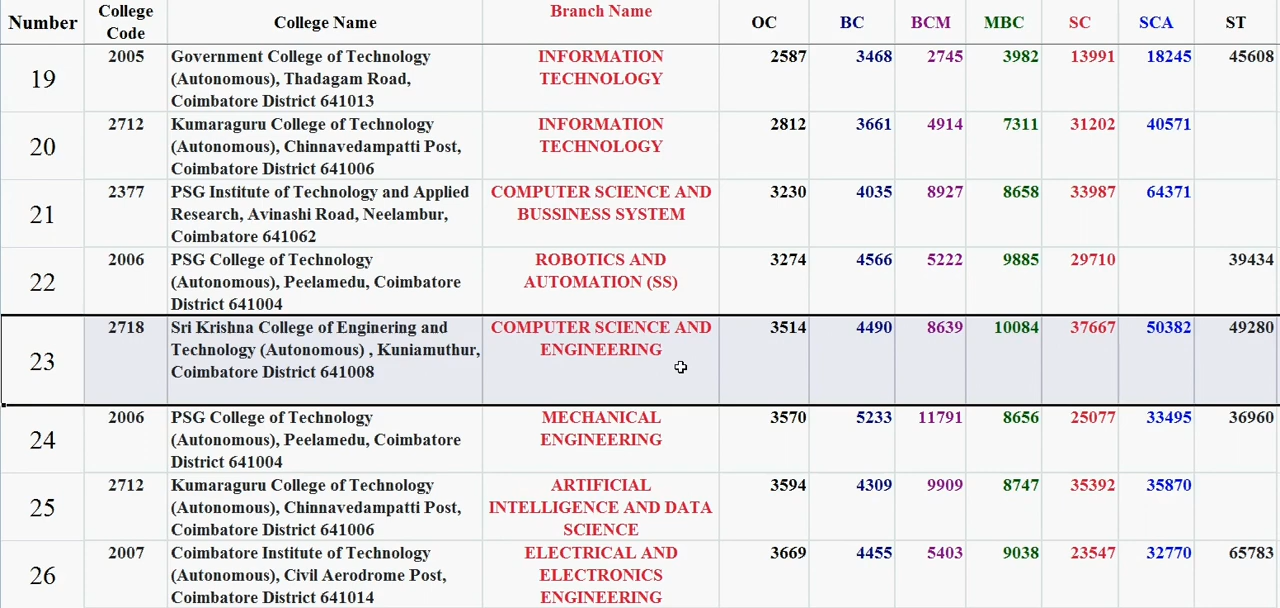 Number College Code College Name Branch Name OC BC BCM MBC SC SCA ST
19 2005 Government College of Technology INFORMATION 2587 3468 2745 3982 13991 18245 45608
(Autonomous), Thadagam Road, TECHNOLOGY
Coimbatore District 641013
20 2712 Kumaraguru College of Technology INFORMATION 2812 3661 4914 7311 31202 40571
(Autonomous), Chinnavedampatti Post, TECHNOLOGY
Coimbatore District 641006
21 2377 PSG Institute of Technology and Applied COMPUTER SCIENCE AND 3230 4035 8927 8658 33987 64371
Research, Avinashi Road, Neelambur, BUSSINESS SYSTEM
Coimbatore 641062
22 2006 PSG College of Technology ROBOTICS AND 3274 4566 5222 9885 29710 39434
(Autonomous), Peelamedu, Coimbatore AUTOMATION (SS)
District 641004
23 2718 Sri Krishna College of Enginering and COMPUTER SCIENCE AND 3514 4490 8639 10084 37667 50382 49280
Technology (Autonomous) , Kuniamuthur, ENGINEERING
Coimbatore District 641008
24 2006 PSG College of Technology MECHANICAL 3570 5233 11791 8656 25077 33495 36960
(Autonomous), Peelamedu, Coimbatore ENGINEERING
District 641004
25 2712 Kumaraguru College of Technology ARTIFICIAL 3594 4309 9909 8747 35392 35870
(Autonomous), Chinnavedampatti Post, INTELLIGENCE AND DATA
Coimbatore District 641006 SCIENCE
26 2007 Coimbatore Institute of Technology ELECTRICAL AND 3669 4455 5403 9038 23547 32770 65783
(Autonomous), Civil Aerodrome Post, ELECTRONICS
Coimbatore District 641014 ENGINEERING